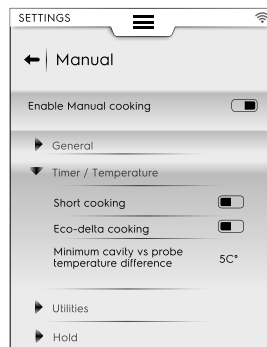 SETTINGS
Manual
Enable Manual cooking
General
Timer / Temperature
Short cooking
Eco-delta cooking
Minimum cavity vs probe
temperature difference
5C°
Utilities
Hold